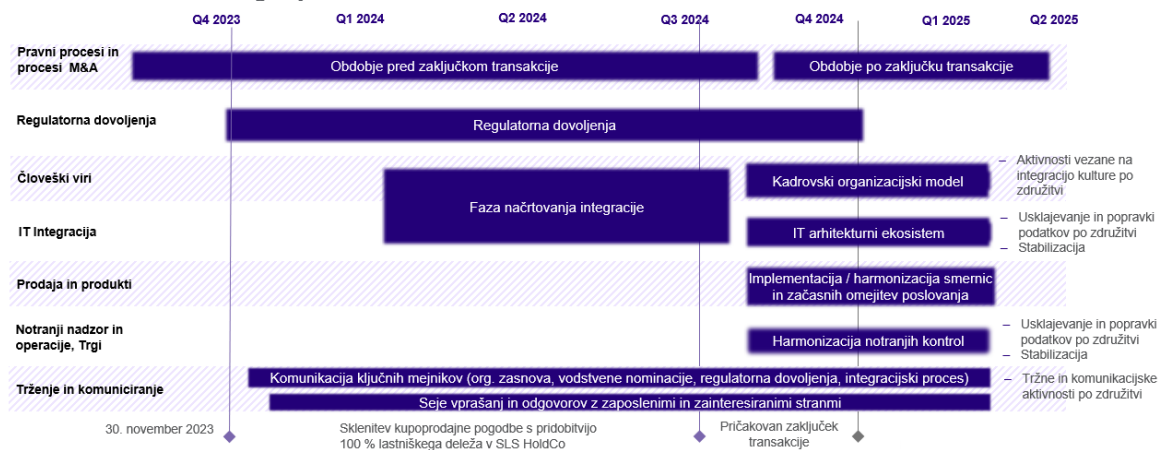 Q4 2023
Q1 2024
Q2 2024
Q3 2024
Q4 2024
Q1 2025
Q2 2025
Pravni procesi in
procesi M&A
Obdobje pred zaključkom transakcije
Obdobje po zaključku transakcije
Regulatorna dovoljenja
Regulatorna dovoljenja
Človeški viri
Faza načrtovanja integracije
Kadrovski organizacijski model
– Aktivnosti vezane na
integracijo kulture po
združitvi
IT Integracija
IT arhitekturni ekosistem
– Usklajevanje in popravki
podatkov po združitvi
– Stabilizacija
Prodaja in produkti
Implementacija / harmonizacija smernic
in začasnih omejitev poslovanja
Notranji nadzor in
operacije, Trgi
Harmonizacija notranjih kontrol
– Usklajevanje in popravki
podatkov po združitvi
– Stabilizacija
Trženje in komuniciranje
Komunikacija ključnih mejnikov (org. zasnova, vodstvene nominacije, regulatorna dovoljenja, integracijski proces)
Seje vprašanj in odgovorov z zaposlenimi in zainteresiranimi stranmi
– Tržne in komunikacijske
aktivnosti po združitvi
30. november 2023
Sklenitev kupoprodajne pogodbe s pridobitvijo
100 % lastniškega deleža v SLS HoldCo
Pričakovan zaključek
transakcije